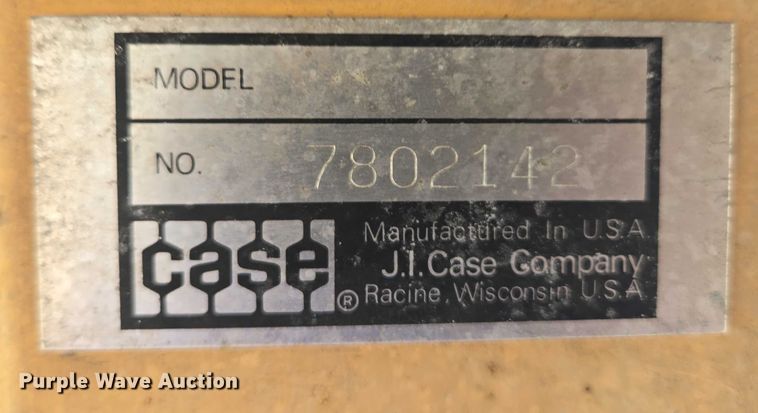 MODEL
NO. 7802142
case ®
Manufactured In U.S.A
J.I. Case Company
Racine, Wisconsin U.S.A
Purple Wave Auction